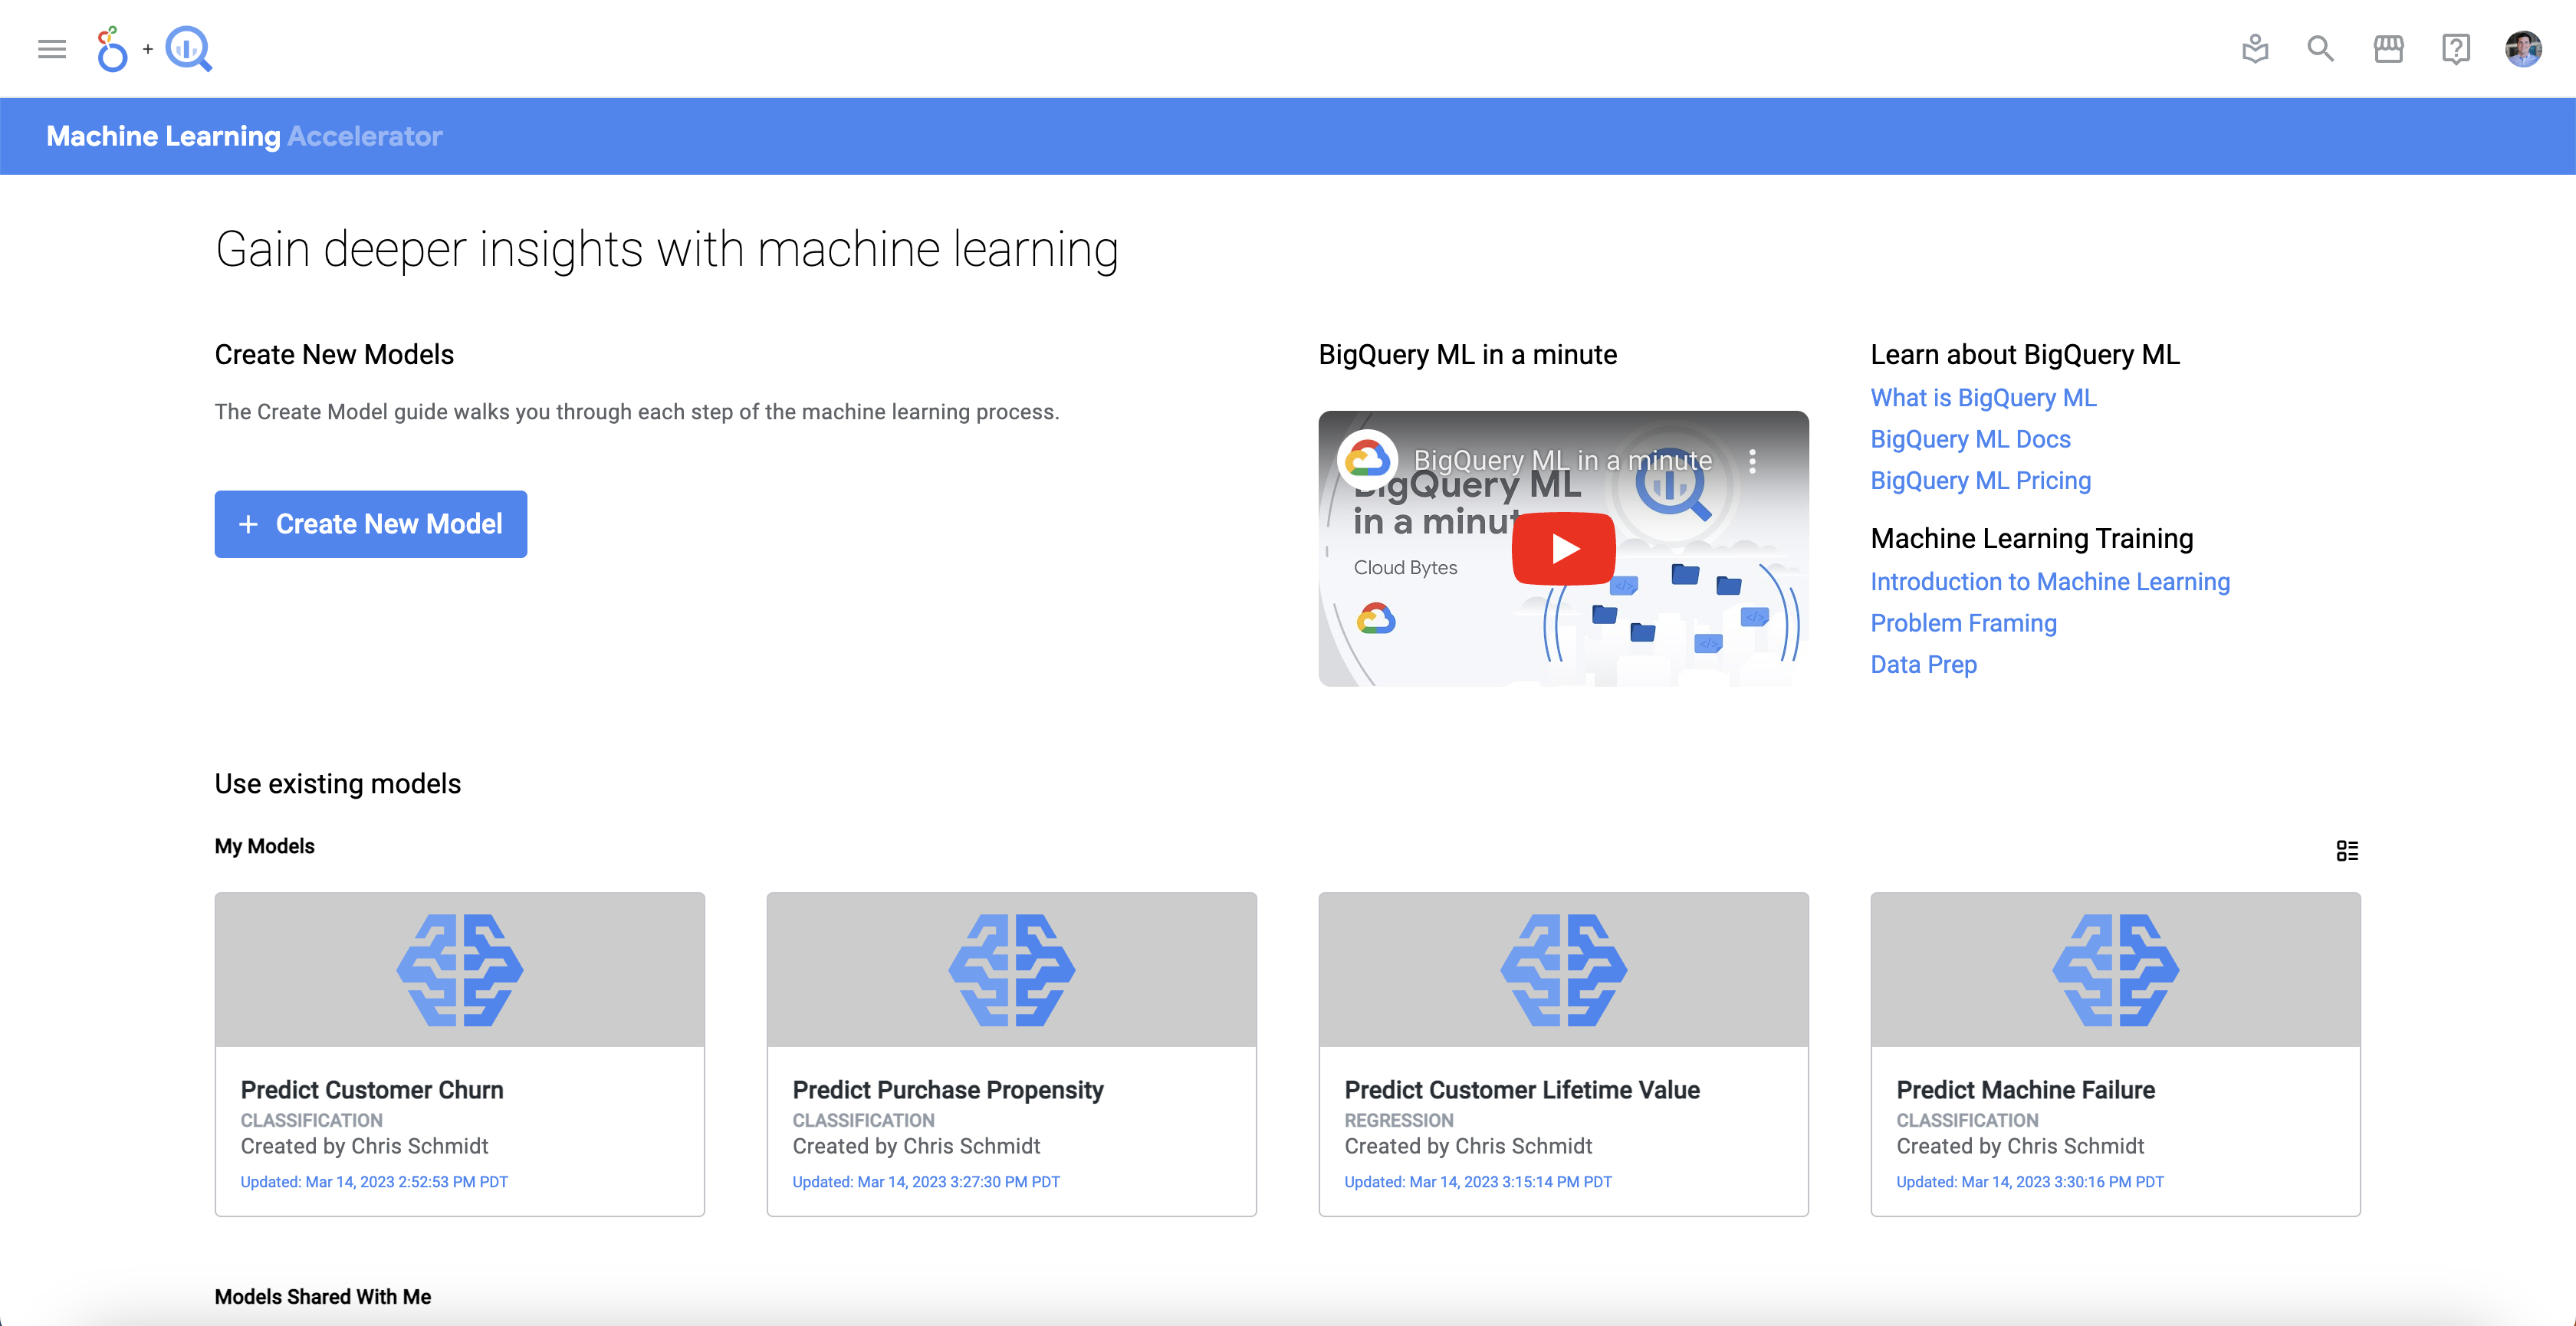 +
Machine Learning Accelerator
Gain deeper insights with machine learning
Create New Models
The Create Model guide walks you through each step of the machine learning process.
+ Create New Model
BigQuery ML in a minute
BigQuery ML in a minute
BigQuery ML
in a minut
Cloud Bytes
</>
</>
</>
Learn about BigQuery ML
What is BigQuery ML
BigQuery ML Docs
BigQuery ML Pricing
Machine Learning Training
Introduction to Machine Learning
Problem Framing
Data Prep
Use existing models
My Models
Predict Customer Churn
CLASSIFICATION
Created by Chris Schmidt
Updated: Mar 14, 2023 2:52:53 PM PDT
Predict Purchase Propensity
CLASSIFICATION
Created by Chris Schmidt
Updated: Mar 14, 2023 3:27:30 PM PDT
Predict Customer Lifetime Value
REGRESSION
Created by Chris Schmidt
Updated: Mar 14, 2023 3:15:14 PM PDT
Predict Machine Failure
CLASSIFICATION
Created by Chris Schmidt
Updated: Mar 14, 2023 3:30:16 PM PDT
Models Shared With Me